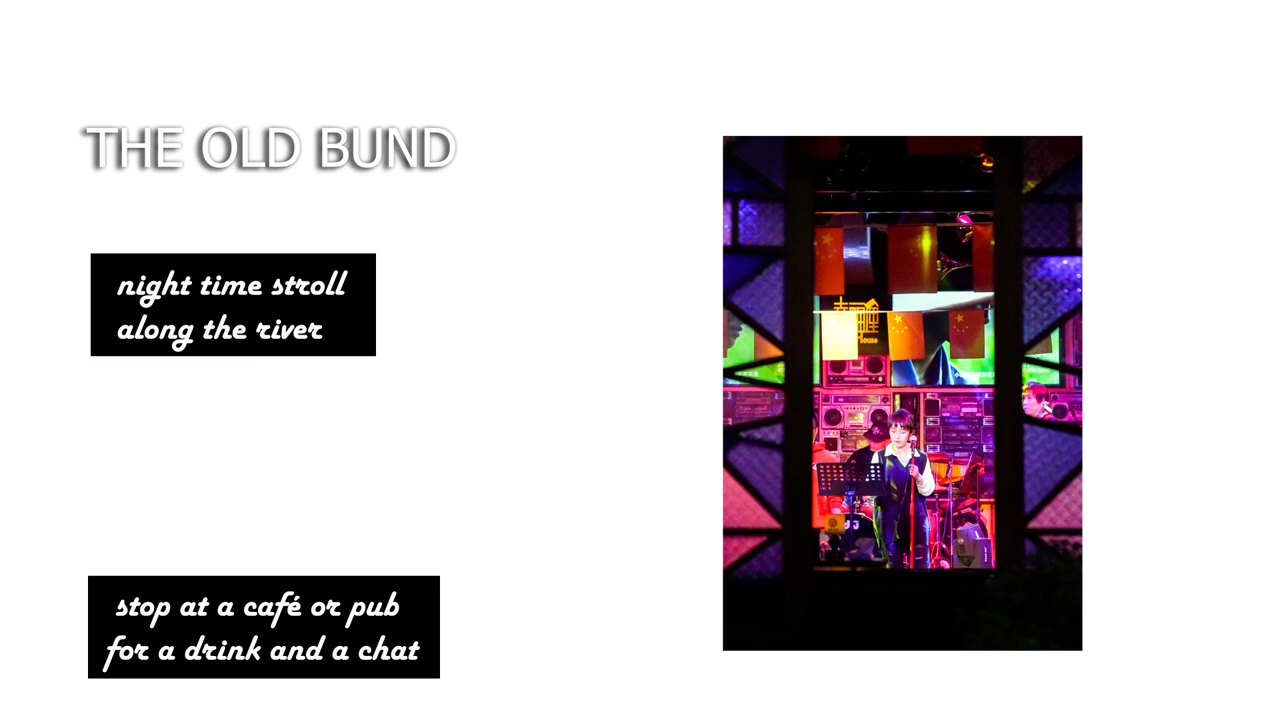 THE OLD BUND
night time stroll
along the river
stop at a café or pub
for a drink and a chat